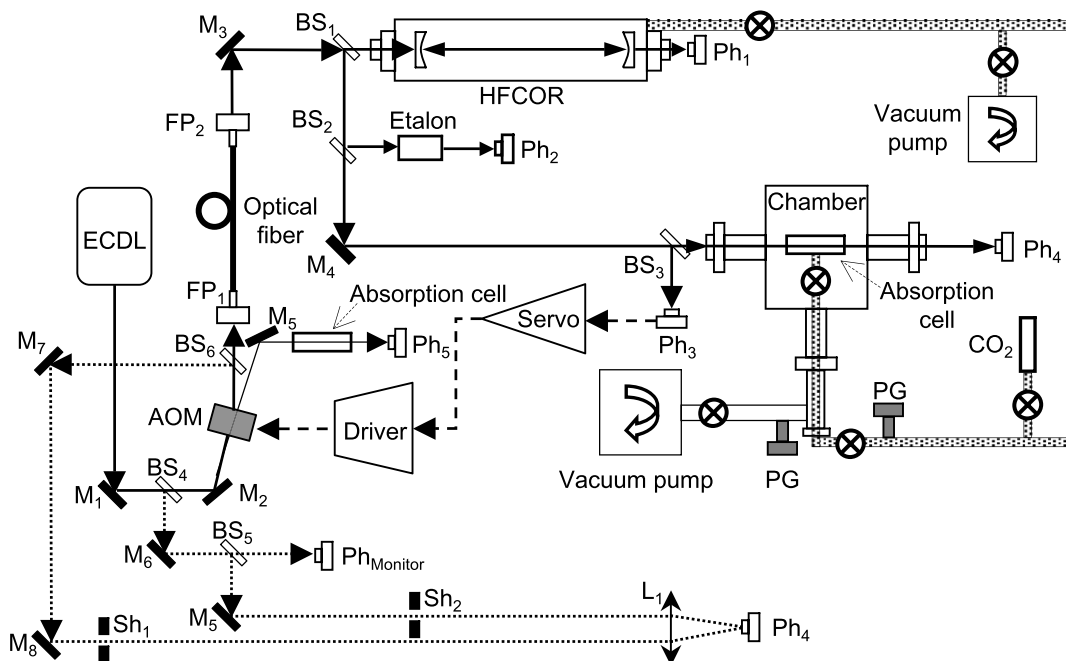 M3
BS1
Ph1
HFCOR
FP2
BS2
Etalon
Ph2
Vacuum
pump
ECDL
Optical
fiber
Chamber
M4
BS3
Ph4
FP1
M5
Absorption cell
Servo
Ph3
Absorption
cell
M7
BS6
Ph5
CO2
PG
AOM
Driver
Vacuum pump
PG
M1
BS4
M2
M6
BS5
PhMonitor
M5
Sh2
L1
M8
Sh1
Ph4